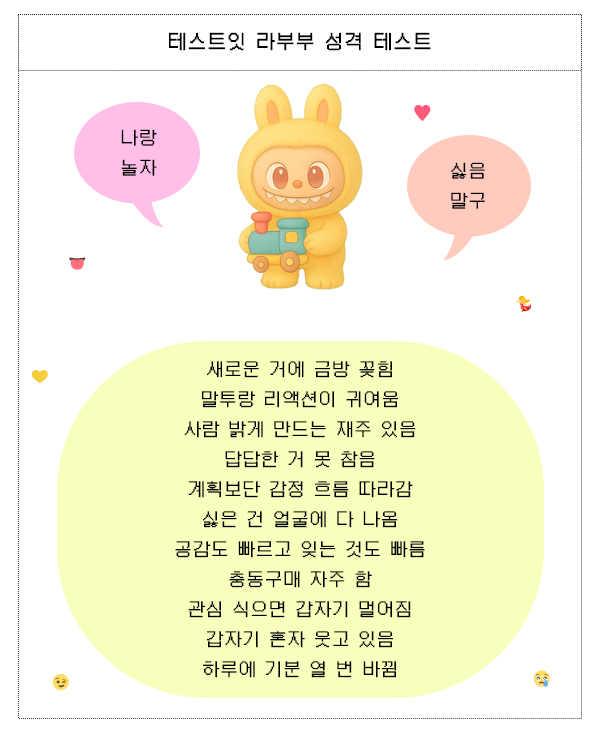 테스트잇 라부부 성격 테스트
나랑
놀자
싫음
말구
새로운 거에 금방 꽂힘
말투랑 리액션이 귀여움
사람 밝게 만드는 재주 있음
답답한 거 못 참음
계획보단 감정 흐름 따라감
싫은 건 얼굴에 다 나옴
공감도 빠르고 잊는 것도 빠름
충동구매 자주 함
관심 식으면 갑자기 멀어짐
갑자기 혼자 웃고 있음
하루에 기분 열 번 바뀜